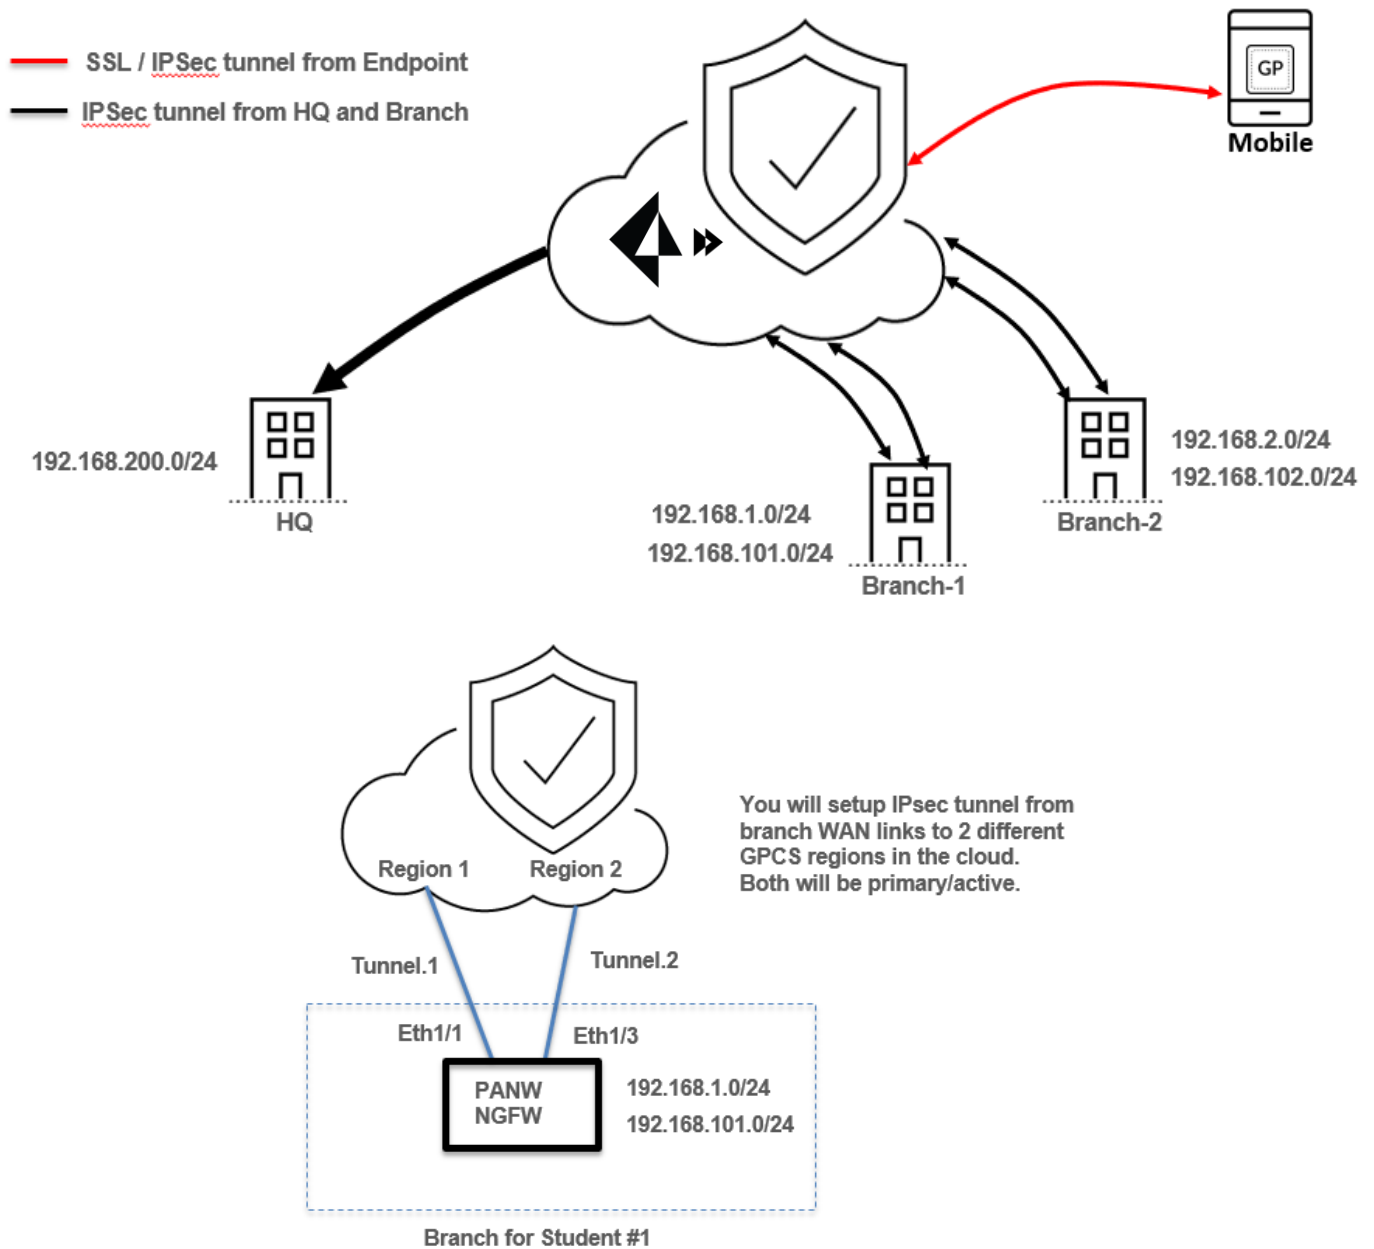 SSL / IPSec tunnel from Endpoint
IPSec tunnel from HQ and Branch
GP
Mobile
192.168.200.0/24
HQ
192.168.1.0/24
192.168.101.0/24
Branch-1
192.168.2.0/24
192.168.102.0/24
Branch-2
Region 1
Region 2
You will setup IPsec tunnel from
branch WAN links to 2 different
GPCS regions in the cloud.
Both will be primary/active.
Tunnel.1
Tunnel.2
Eth1/1
Eth1/3
PANW
NGFW
192.168.1.0/24
192.168.101.0/24
Branch for Student #1